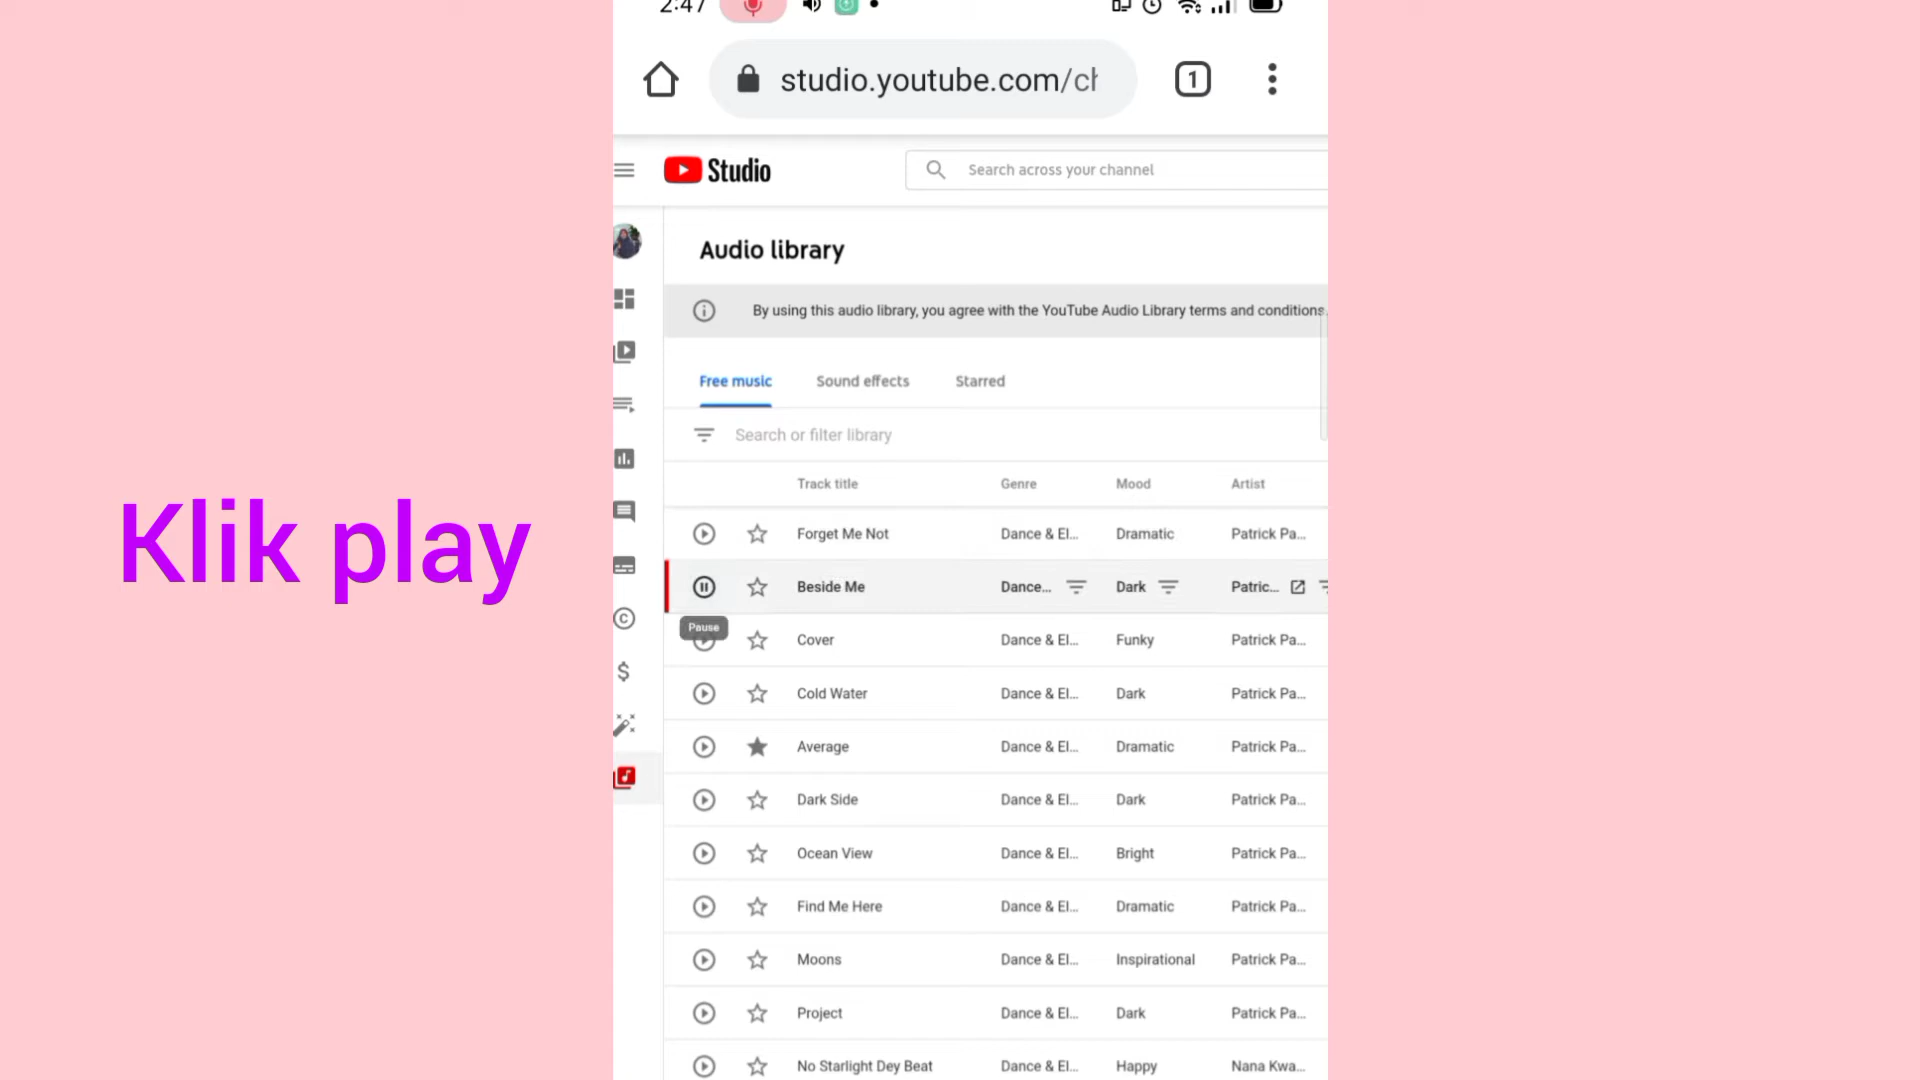 2:47
studio.youtube.com/ch
1
Studio
Search across your channel
Audio library
By using this audio library, you agree with the YouTube Audio Library terms and conditions.
Free music Sound effects Starred
Search or filter library
Track title Genre Mood Artist
Forget Me Not Dance & El... Dramatic Patrick Pa...
Klik play
Beside Me Dance... Dark Patric...
Pause
Cover Dance & El... Funky Patrick Pa...
Cold Water Dance & El... Dark Patrick Pa...
Average Dance & El... Dramatic Patrick Pa...
Dark Side Dance & El... Dark Patrick Pa...
Ocean View Dance & El... Bright Patrick Pa...
Find Me Here Dance & El... Dramatic Patrick Pa...
Moons Dance & El... Inspirational Patrick Pa...
Project Dance & El... Dark Patrick Pa...
No Starlight Dey Beat Dance & El... Happy Nana Kwa...